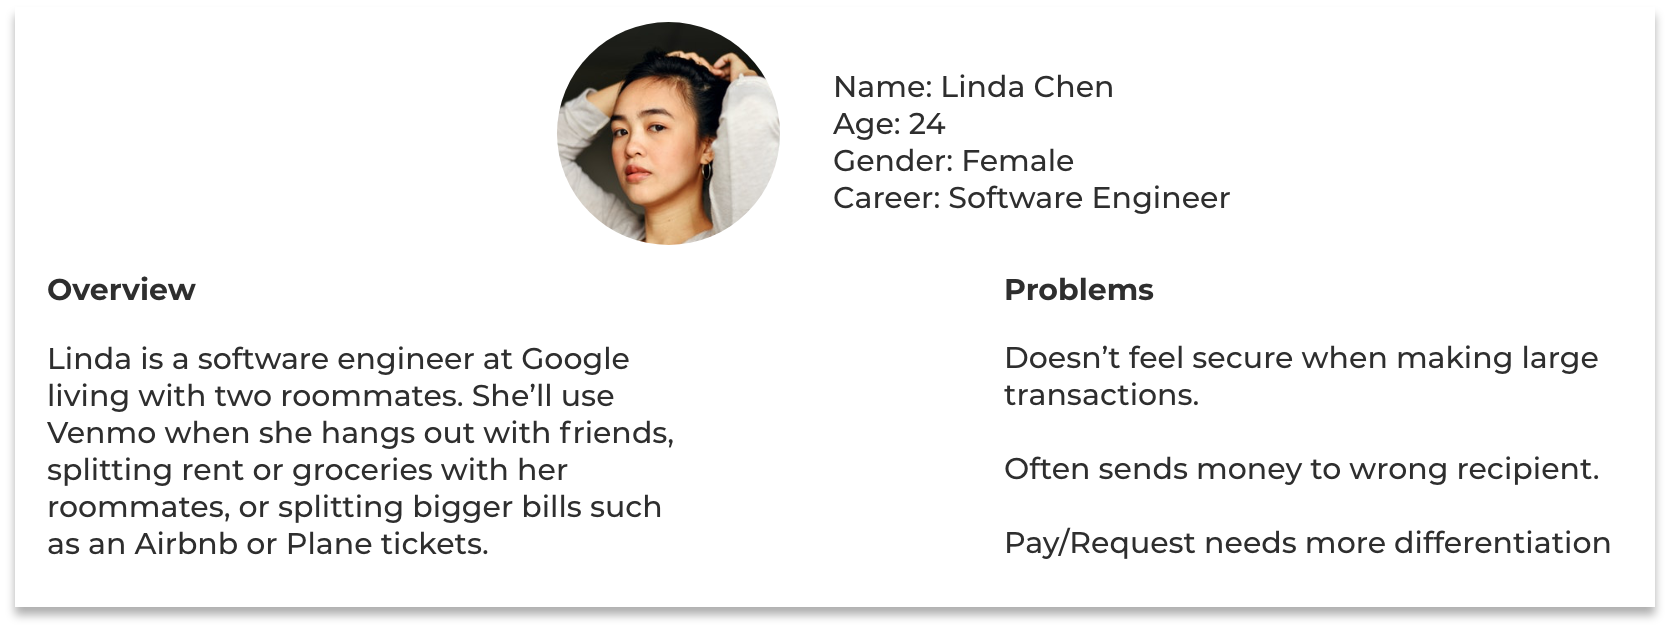 Name: Linda Chen
Age: 24
Gender: Female
Career: Software Engineer
Overview
Linda is a software engineer at Google
living with two roommates. She’ll use
Venmo when she hangs out with friends,
splitting rent or groceries with her
roommates, or splitting bigger bills such
as an Airbnb or Plane tickets.
Problems
Doesn’t feel secure when making large
transactions.
Often sends money to wrong recipient.
Pay/Request needs more differentiation